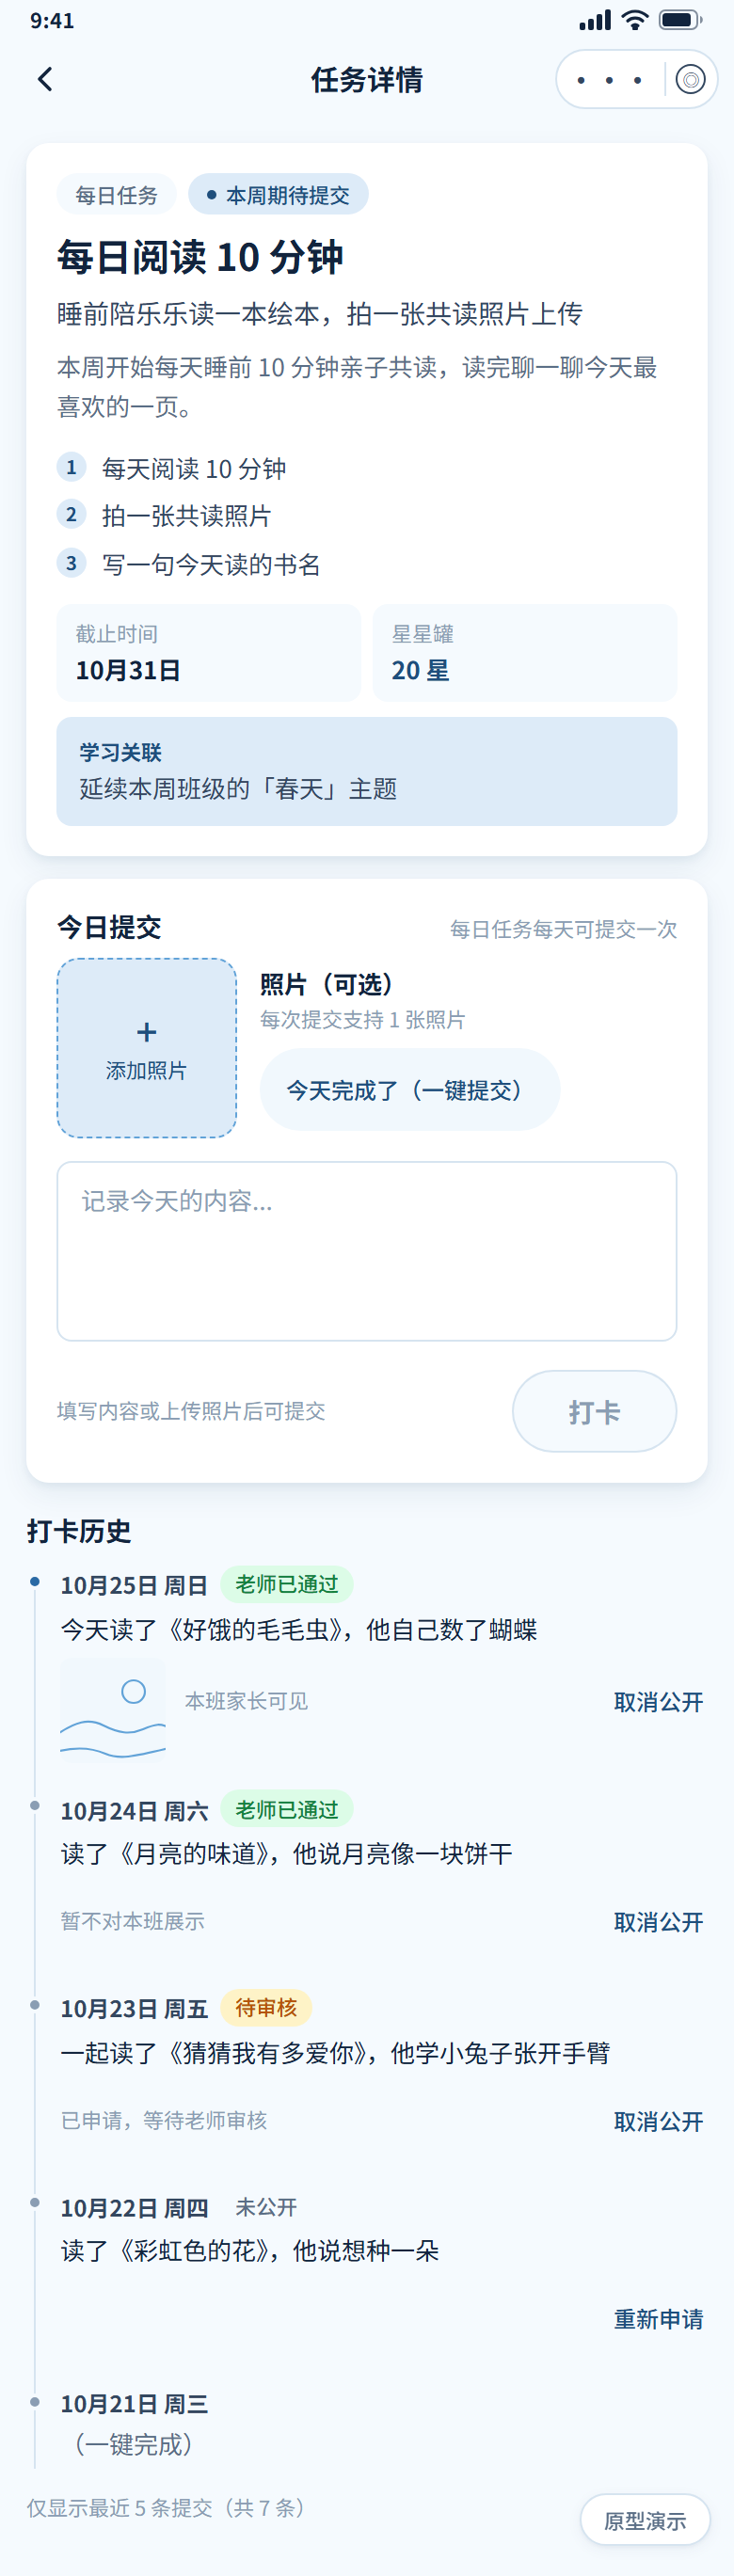 9:41
任务详情
每日任务
本周期待提交
每日阅读 10 分钟
睡前陪乐乐读一本绘本，拍一张共读照片上传
本周开始每天睡前 10 分钟亲子共读，读完聊一聊今天最
喜欢的一页。
1 每天阅读 10 分钟
2 拍一张共读照片
3 写一句今天读的书名
截止时间
10月31日
星星罐
20 星
学习关联
延续本周班级的「春天」主题
今日提交
每日任务每天可提交一次
+
添加照片
照片（可选）
每次提交支持 1 张照片
今天完成了（一键提交）
记录今天的内容...
填写内容或上传照片后可提交
打卡
打卡历史
10月25日 周日 老师已通过
今天读了《好饿的毛毛虫》，他自己数了蝴蝶
本班家长可见
取消公开
10月24日 周六 老师已通过
读了《月亮的味道》，他说月亮像一块饼干
暂不对本班展示
取消公开
10月23日 周五 待审核
一起读了《猜猜我有多爱你》，他学小兔子张开手臂
已申请，等待老师审核
取消公开
10月22日 周四 未公开
读了《彩虹色的花》，他说想种一朵
重新申请
10月21日 周三
（一键完成）
仅显示最近 5 条提交（共 7 条）
原型演示